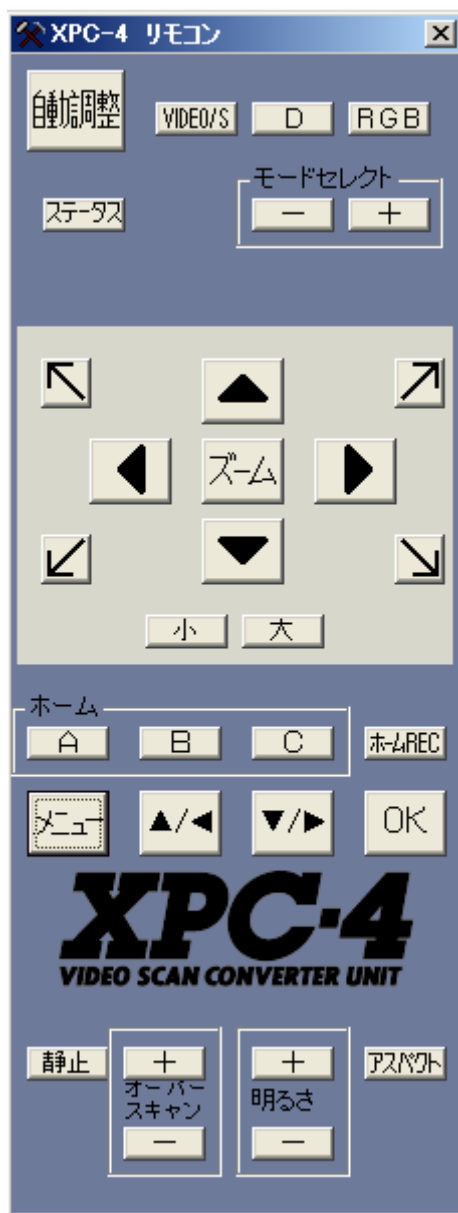 XPC-4 リモコン
自動信調整 VIDEO/S D RGB
モードセレクト
ステータス － ＋
ズーム
小 大
ホーム
A B C ホームREC
メニュー ▲/◀ ▼/▶ OK
XPC-4
VIDEO SCAN CONVERTER UNIT
静止 ＋ ＋ アスペクト
オーバー
スキャン 明るさ
－ －